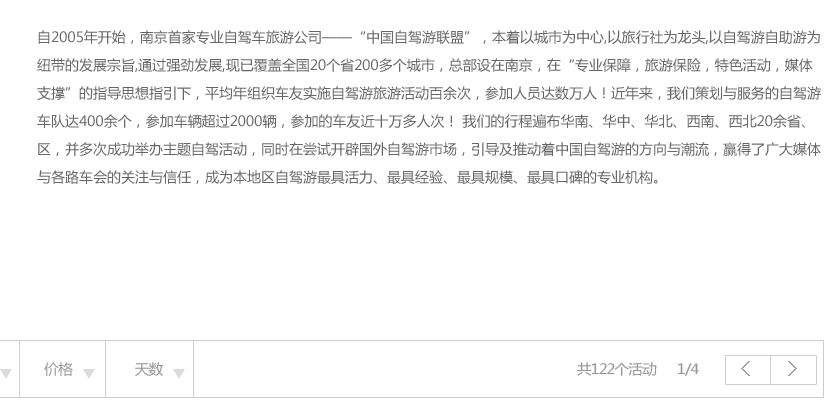 自2005年开始，南京首家专业自驾车旅游公司——“中国自驾游联盟”，本着以城市为中心,以旅行社为龙头,以自驾游自助游为
纽带的发展宗旨,通过强劲发展,现已覆盖全国20个省200多个城市，总部设在南京，在“专业保障，旅游保险，特色活动，媒体
支撑”的指导思想指引下，平均年组织车友实施自驾游旅游活动百余次，参加人员达数万人！近年来，我们策划与服务的自驾游
车队达400余个，参加车辆超过2000辆，参加的车友近十万多人次！ 我们的行程遍布华南、华中、华北、西南、西北20余省、
区，并多次成功举办主题自驾活动，同时在尝试开辟国外自驾游市场，引导及推动着中国自驾游的方向与潮流，赢得了广大媒体
与各路车会的关注与信任，成为本地区自驾游最具活力、最具经验、最具规模、最具口碑的专业机构。
价格 天数 共122个活动 1/4